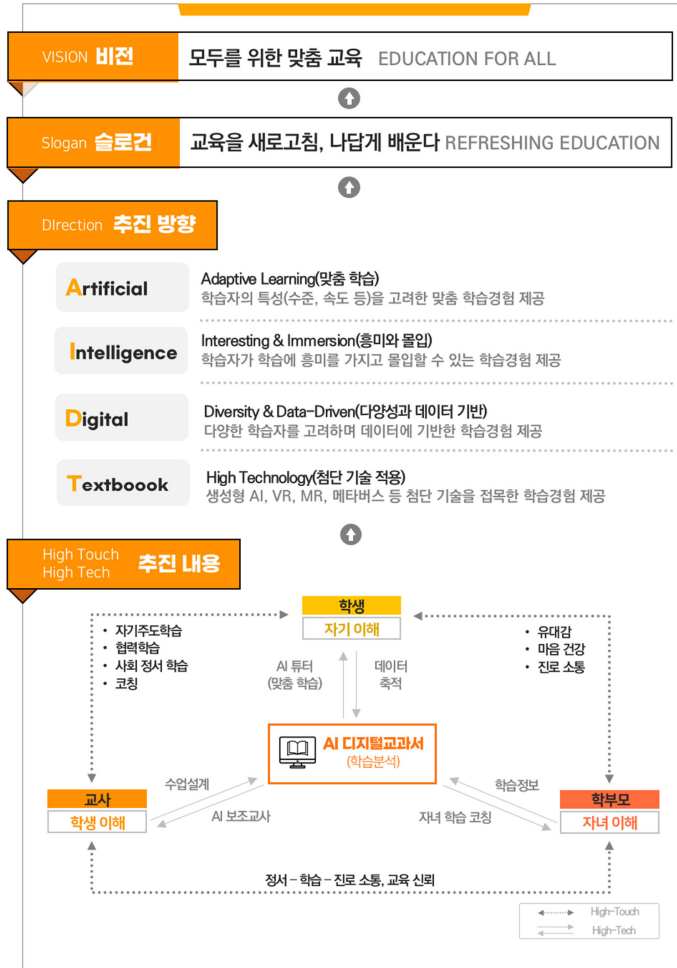 VISION 비전
모두를 위한 맞춤 교육 EDUCATION FOR ALL
Slogan 슬로건
교육을 새로고침, 나답게 배운다 REFRESHING EDUCATION
DIrection 추진 방향
Artificial
Adaptive Learning(맞춤 학습)
학습자의 특성(수준, 속도 등)을 고려한 맞춤 학습경험 제공
Intelligence
Interesting & Immersion(흥미와 몰입)
학습자가 학습에 흥미를 가지고 몰입할 수 있는 학습경험 제공
Digital
Diversity & Data-Driven(다양성과 데이터 기반)
다양한 학습자를 고려하며 데이터에 기반한 학습경험 제공
Textboook
High Technology(첨단 기술 적용)
생성형 AI, VR, MR, 메타버스 등 첨단 기술을 접목한 학습경험 제공
High Touch
High Tech 추진 내용
학생
자기 이해
• 자기주도학습
• 협력학습
• 사회 정서 학습
• 코칭
• 유대감
• 마음 건강
• 진로 소통
AI 튜터
(맞춤 학습)
데이터
축적
AI 디지털교과서
(학습분석)
수업설계
AI 보조교사
학습정보
자녀 학습 코칭
교사
학생 이해
학부모
자녀 이해
정서 – 학습 – 진로 소통, 교육 신뢰
High-Touch
High-Tech